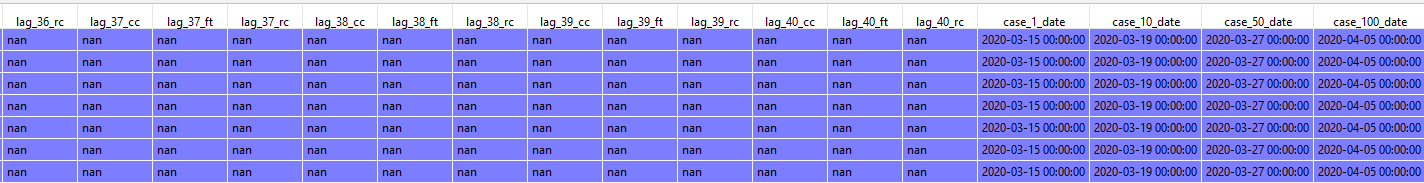 lag_36_rc lag_37_cc lag_37_ft lag_37_rc lag_38_cc lag_38_ft lag_38_rc lag_39_cc lag_39_ft lag_39_rc lag_40_cc lag_40_ft lag_40_rc case_1_date case_10_date case_50_date case_100_date
nan nan nan nan nan nan nan nan nan nan nan nan nan 2020-03-15 00:00:00 2020-03-19 00:00:00 2020-03-27 00:00:00 2020-04-05 00:00:00
nan nan nan nan nan nan nan nan nan nan nan nan nan 2020-03-15 00:00:00 2020-03-19 00:00:00 2020-03-27 00:00:00 2020-04-05 00:00:00
nan nan nan nan nan nan nan nan nan nan nan nan nan 2020-03-15 00:00:00 2020-03-19 00:00:00 2020-03-27 00:00:00 2020-04-05 00:00:00
nan nan nan nan nan nan nan nan nan nan nan nan nan 2020-03-15 00:00:00 2020-03-19 00:00:00 2020-03-27 00:00:00 2020-04-05 00:00:00
nan nan nan nan nan nan nan nan nan nan nan nan nan 2020-03-15 00:00:00 2020-03-19 00:00:00 2020-03-27 00:00:00 2020-04-05 00:00:00
nan nan nan nan nan nan nan nan nan nan nan nan nan 2020-03-15 00:00:00 2020-03-19 00:00:00 2020-03-27 00:00:00 2020-04-05 00:00:00
nan nan nan nan nan nan nan nan nan nan nan nan nan 2020-03-15 00:00:00 2020-03-19 00:00:00 2020-03-27 00:00:00 2020-04-05 00:00:00